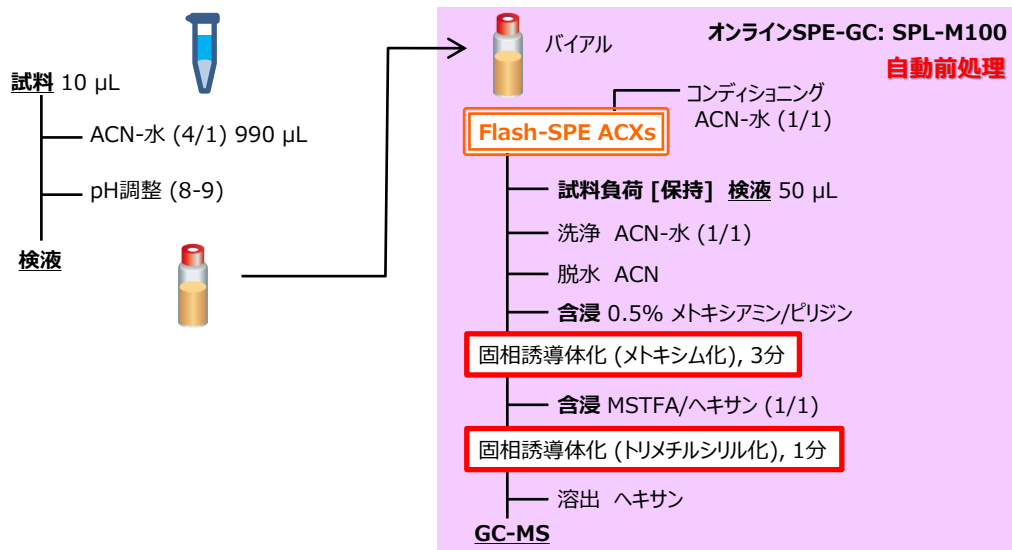 試料 10 µL
ACN-水 (4/1) 990 µL
pH調整 (8-9)
検液
バイアル
オンラインSPE-GC: SPL-M100
自動前処理
コンディショニング
ACN-水 (1/1)
Flash-SPE ACXs
試料負荷 [保持] 検液 50 µL
洗浄 ACN-水 (1/1)
脱水 ACN
含浸 0.5% メトキシアミン/ピリジン
固相誘導体化 (メトキシム化), 3分
含浸 MSTFA/ヘキサン (1/1)
固相誘導体化 (トリメチルシリル化), 1分
溶出 ヘキサン
GC-MS